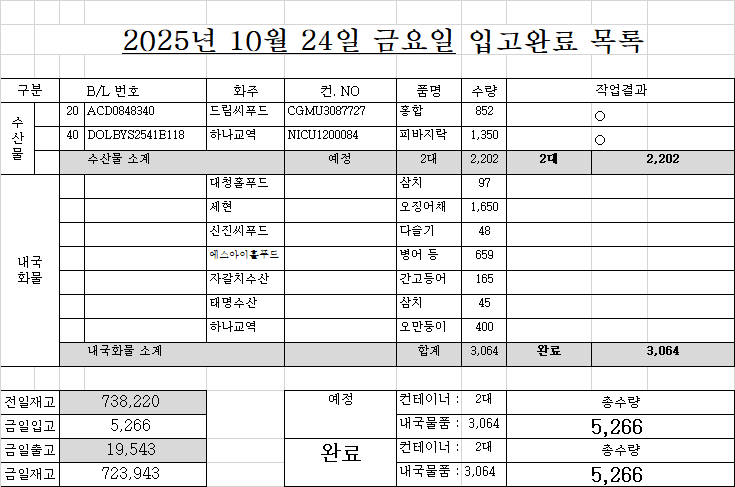 2025년 10월 24일 금요일 입고완료 목록
구분 B/L 번호 화주 컨. NO 품명 수량 작업결과
수산물 20 ACD0848340 드림씨푸드 CGMU3087727 홍합 852 ○
40 DOLBYS2541E118 하나교역 NICU1200084 피바지락 1,350 ○
수산물 소계 예정 2대 2,202 2대 2,202
내국화물 대청홀푸드 삼치 97
세현 오징어채 1,650
신진씨푸드 다슬기 48
에스아이홀푸드 병어 등 659
자갈치수산 간고등어 165
태명수산 삼치 45
하나교역 오만둥이 400
내국화물 소계 합계 3,064 완료 3,064
전일재고 738,220 예정 컨테이너 : 2대 총수량
금일입고 5,266 내국물품 : 3,064 5,266
금일출고 19,543 완료 컨테이너 : 2대 총수량
금일재고 723,943 내국물품 : 3,064 5,266